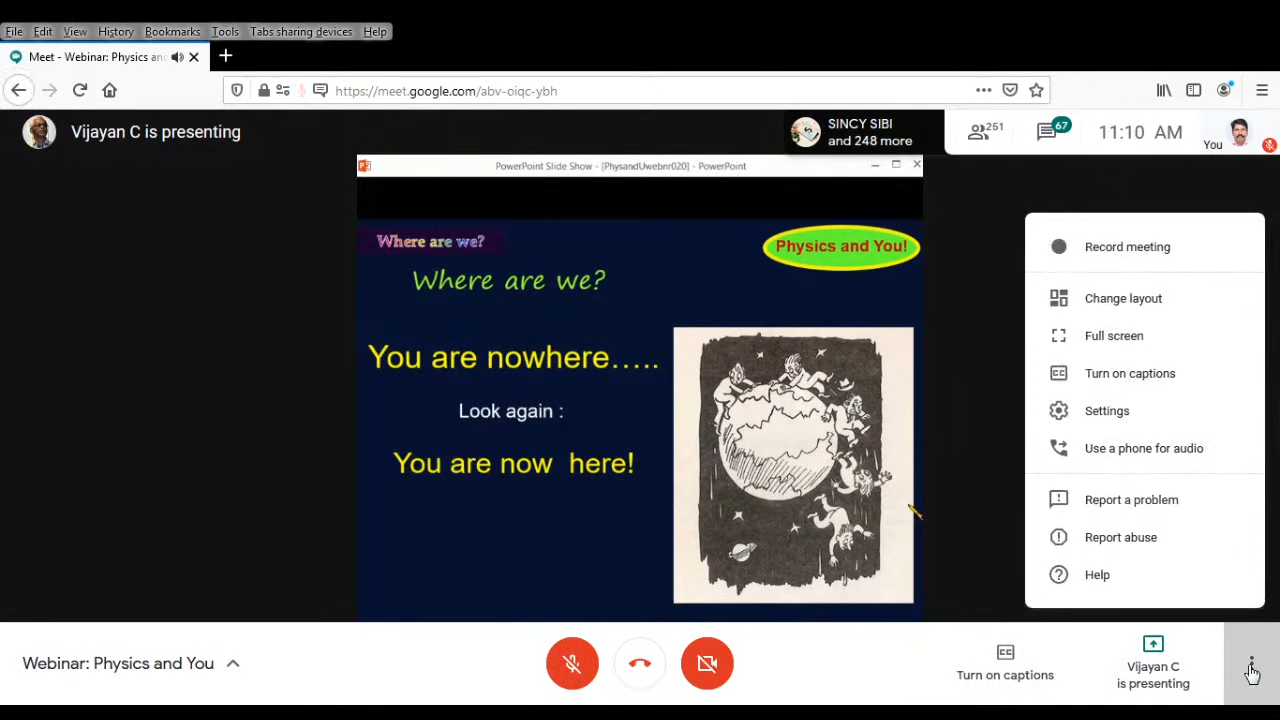 File Edit View History Bookmarks Tools Tabs sharing devices Help
Meet - Webinar: Physics an
https://meet.google.com/abv-oiqc-ybh
Vijayan C is presenting
SINCY SIBI
and 248 more
251
67
11:10 AM
You
PowerPoint Slide Show - [PhysandUwebnr020] - PowerPoint
Where are we?
Physics and You!
Where are we?
You are nowhere.....
Look again :
You are now here!
Record meeting
Change layout
Full screen
Turn on captions
Settings
Use a phone for audio
Report a problem
Report abuse
Help
Webinar: Physics and You
Turn on captions
Vijayan C
is presenting